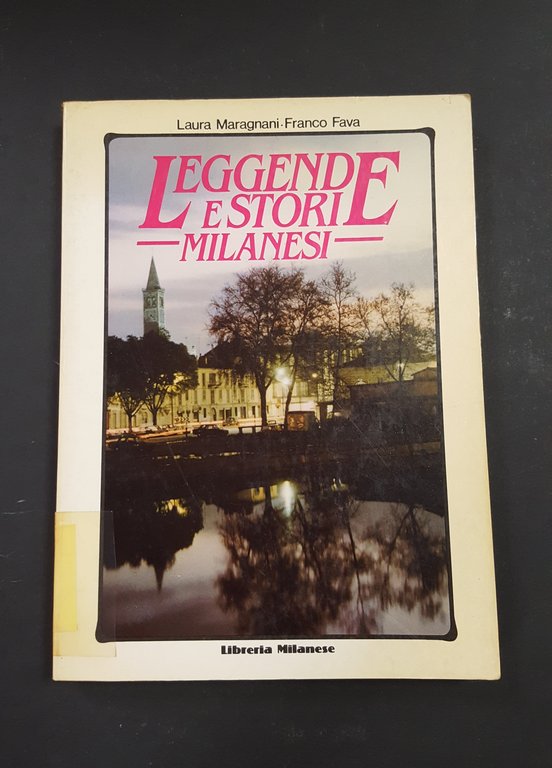 Laura Maragnani·Franco Fava
LEGGENDE
E STORIE
MILANESI
Libreria Milanese